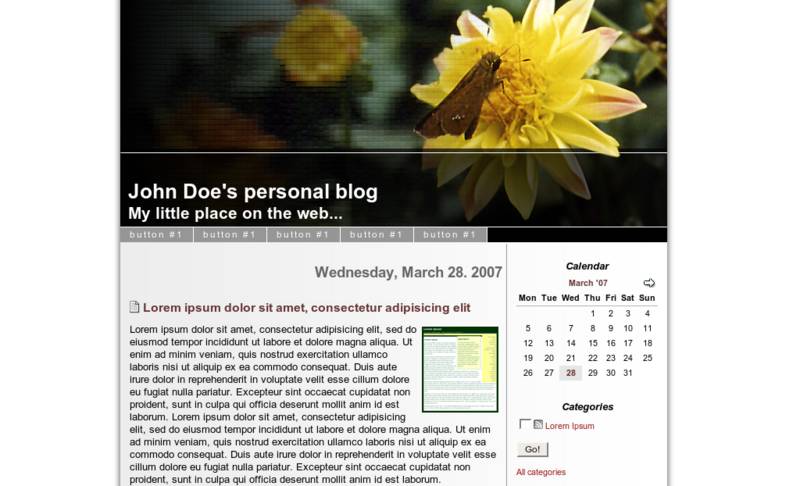 John Doe's personal blog
My little place on the web...
button #1 button #1 button #1 button #1 button #1
Wednesday, March 28. 2007
Lorem ipsum dolor sit amet, consectetur adipisicing elit
Lorem ipsum dolor sit amet, consectetur adipisicing elit, sed do
eiusmod tempor incididunt ut labore et dolore magna aliqua. Ut
enim ad minim veniam, quis nostrud exercitation ullamco
laboris nisi ut aliquip ex ea commodo consequat. Duis aute
irure dolor in reprehenderit in voluptate velit esse cillum dolore
eu fugiat nulla pariatur. Excepteur sint occaecat cupidatat non
proident, sunt in culpa qui officia deserunt mollit anim id est
laborum. Lorem ipsum dolor sit amet, consectetur adipisicing
elit, sed do eiusmod tempor incididunt ut labore et dolore magna aliqua. Ut enim
ad minim veniam, quis nostrud exercitation ullamco laboris nisi ut aliquip ex ea
commodo consequat. Duis aute irure dolor in reprehenderit in voluptate velit esse
cillum dolore eu fugiat nulla pariatur. Excepteur sint occaecat cupidatat non
proident, sunt in culpa qui officia deserunt mollit anim id est laborum.
Calendar
March '07
Mon Tue Wed Thu Fri Sat Sun
1 2 3 4
5 6 7 8 9 10 11
12 13 14 15 16 17 18
19 20 21 22 23 24 25
26 27 28 29 30 31
Categories
Lorem Ipsum
Go!
All categories